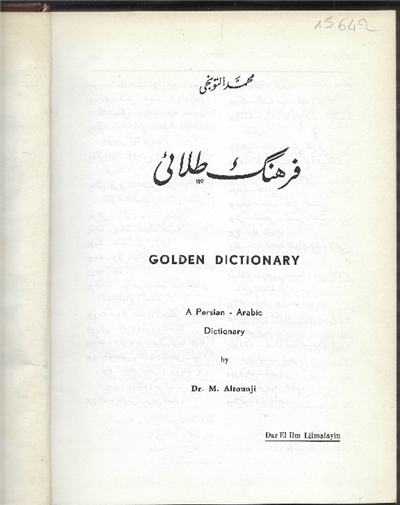 15642
محمد التونجي
فرهنگ طلائی
GOLDEN DICTIONARY
A Persian - Arabic
Dictionary
by
Dr. M. Altounji
Dar El Ilm Lilmalayin